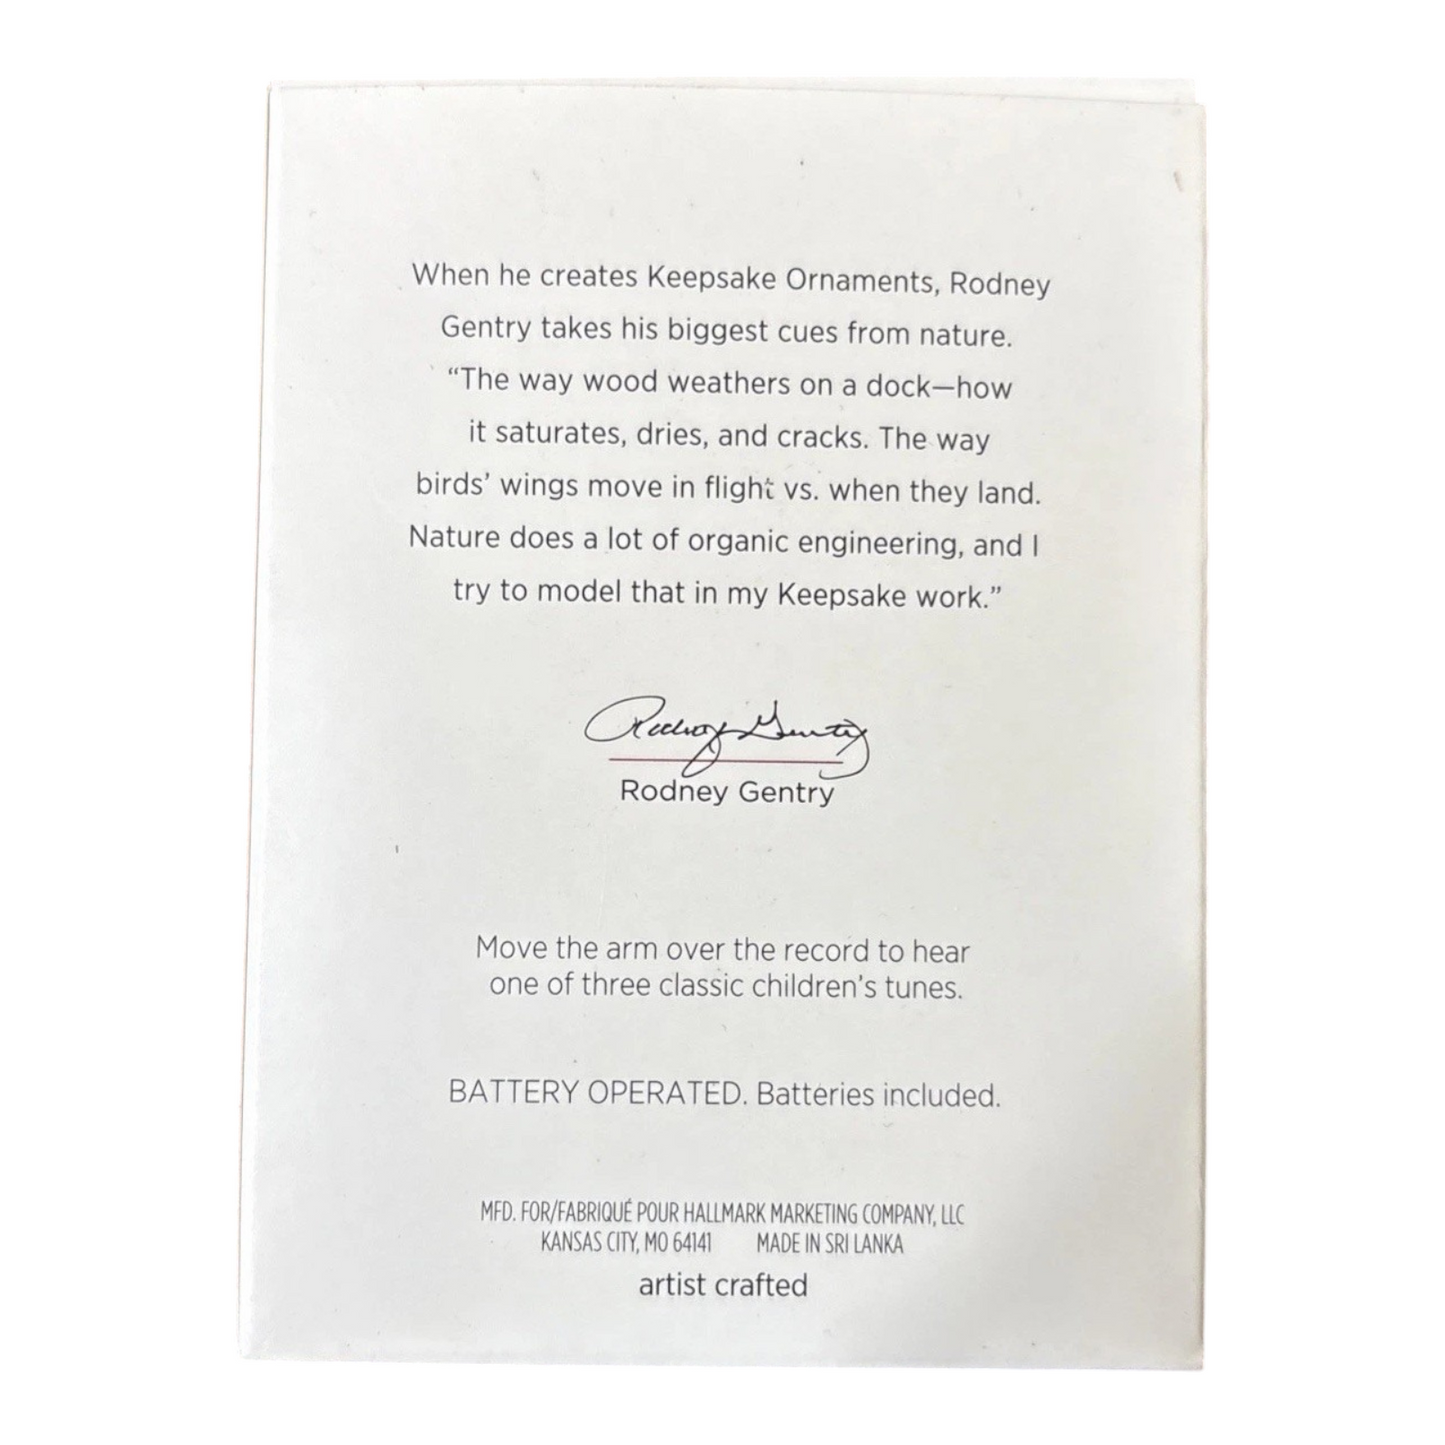 When he creates Keepsake Ornaments, Rodney
Gentry takes his biggest cues from nature.
“The way wood weathers on a dock—how
it saturates, dries, and cracks. The way
birds’ wings move in flight vs. when they land.
Nature does a lot of organic engineering, and I
try to model that in my Keepsake work.”
Rodney Gentry
Rodney Gentry
Move the arm over the record to hear
one of three classic children’s tunes.
BATTERY OPERATED. Batteries included.
MFD. FOR/FABRIQUÉ POUR HALLMARK MARKETING COMPANY, LLC
KANSAS CITY, MO 64141 MADE IN SRI LANKA
artist crafted